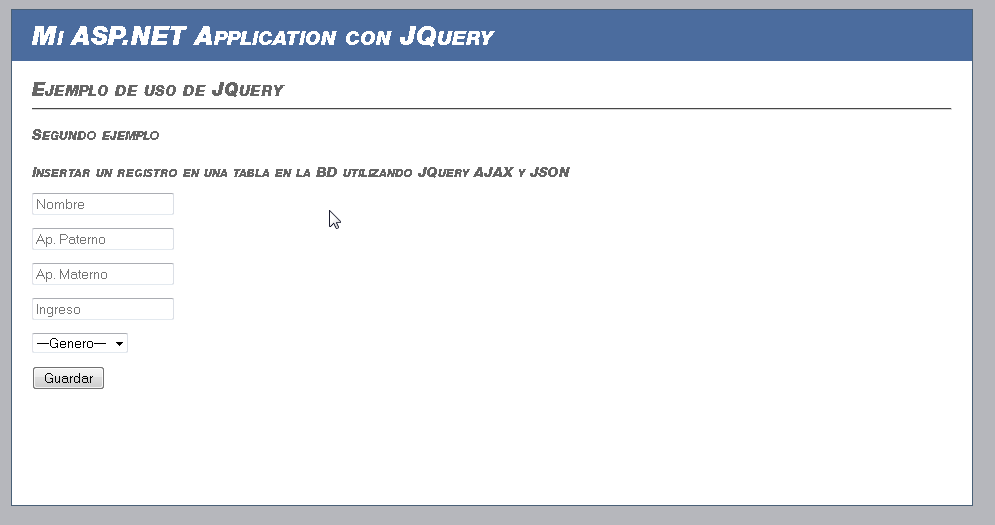 Mi ASP.NET Application con JQuery
Ejemplo de uso de JQuery
Segundo ejemplo
Insertar un registro en una tabla en la BD utilizando JQuery AJAX y JSON
Nombre
Ap. Paterno
Ap. Materno
Ingreso
—Genero—
Guardar